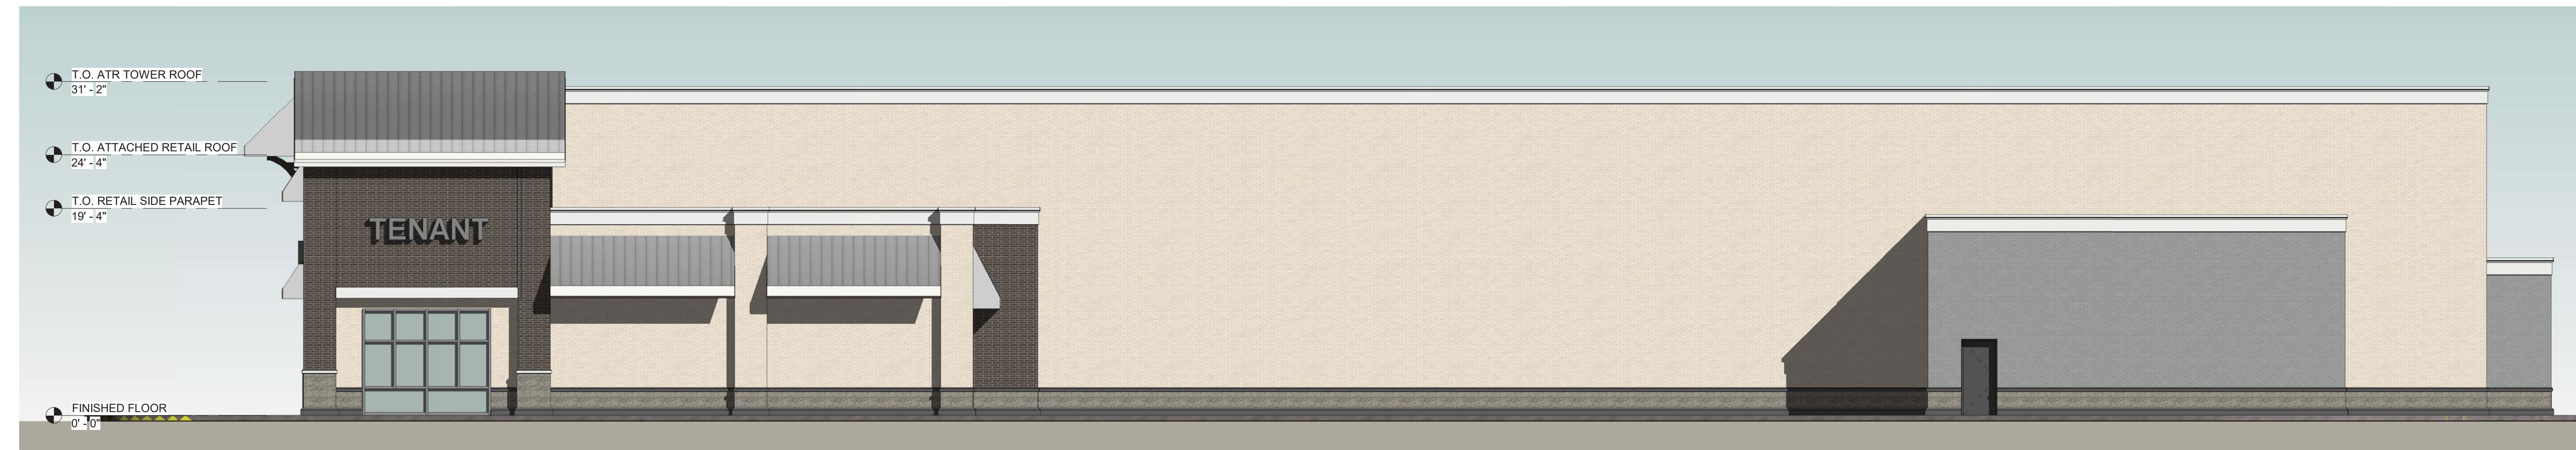 T.O. ATR TOWER ROOF
31' - 2"
T.O. ATTACHED RETAIL ROOF
24' - 4"
T.O. RETAIL SIDE PARAPET
19' - 4"
TENANT
FINISHED FLOOR
0' - 0"